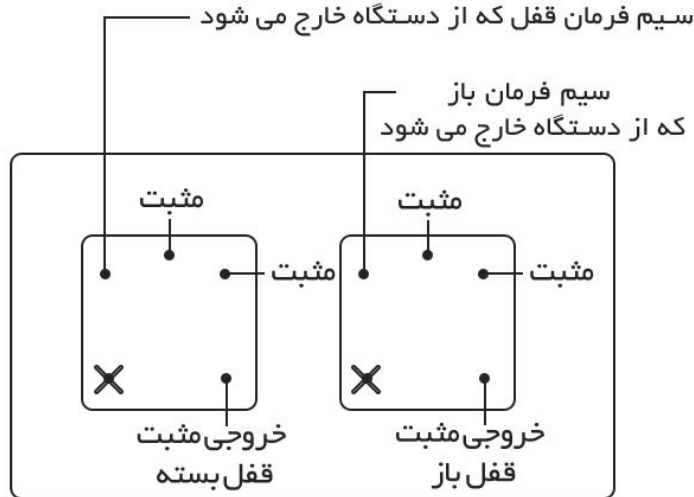 سیم فرمان قفل که از دستگاه خارج می شود
سیم فرمان باز
که از دستگاه خارج می شود
مثبت
مثبت
مثبت
مثبت
خروجی مثبت
قفل باز
خروجی مثبت
قفل بسته